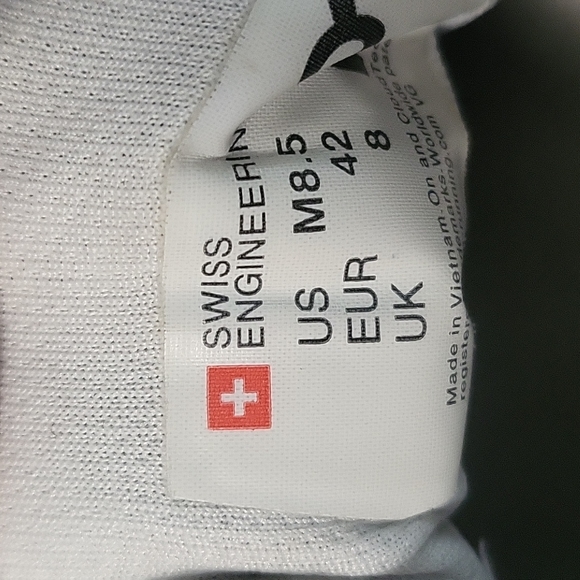 SWISS
ENGINEERIN
US M8.5
EUR 42
UK 8
Made in Vietnam. On and Cloud